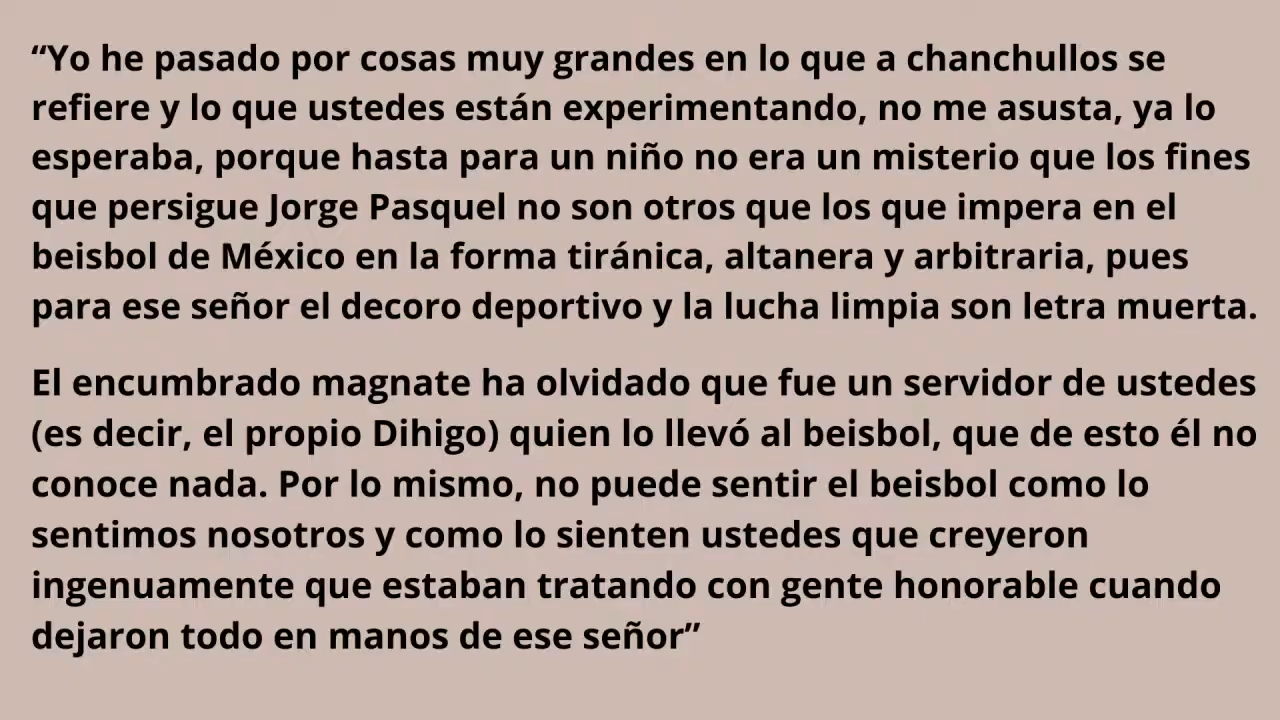 “Yo he pasado por cosas muy grandes en lo que a chanchullos se
refiere y lo que ustedes están experimentando, no me asusta, ya lo
esperaba, porque hasta para un niño no era un misterio que los fines
que persigue Jorge Pasquel no son otros que los que impera en el
beisbol de México en la forma tiránica, altanera y arbitraria, pues
para ese señor el decoro deportivo y la lucha limpia son letra muerta.
El encumbrado magnate ha olvidado que fue un servidor de ustedes
(es decir, el propio Dihigo) quien lo llevó al beisbol, que de esto él no
conoce nada. Por lo mismo, no puede sentir el beisbol como lo
sentimos nosotros y como lo sienten ustedes que creyeron
ingenuamente que estaban tratando con gente honorable cuando
dejaron todo en manos de ese señor”